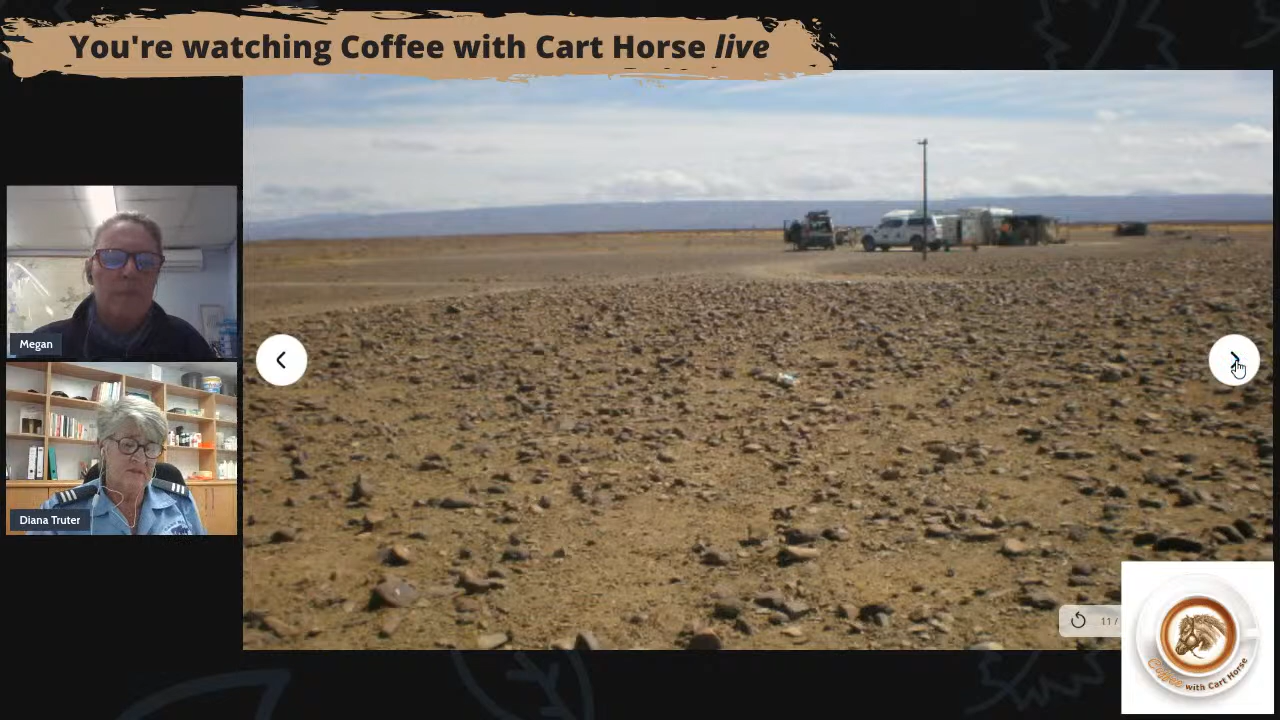 You're watching Coffee with Cart Horse live
Megan
Diana Truter
11 /
Coffee with Cart Horse